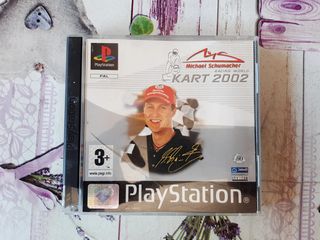 PlayStation
PAL
Michael Schumacher
RACING WORLD
KART 2002
3+
www.pegi.info
PlayStation